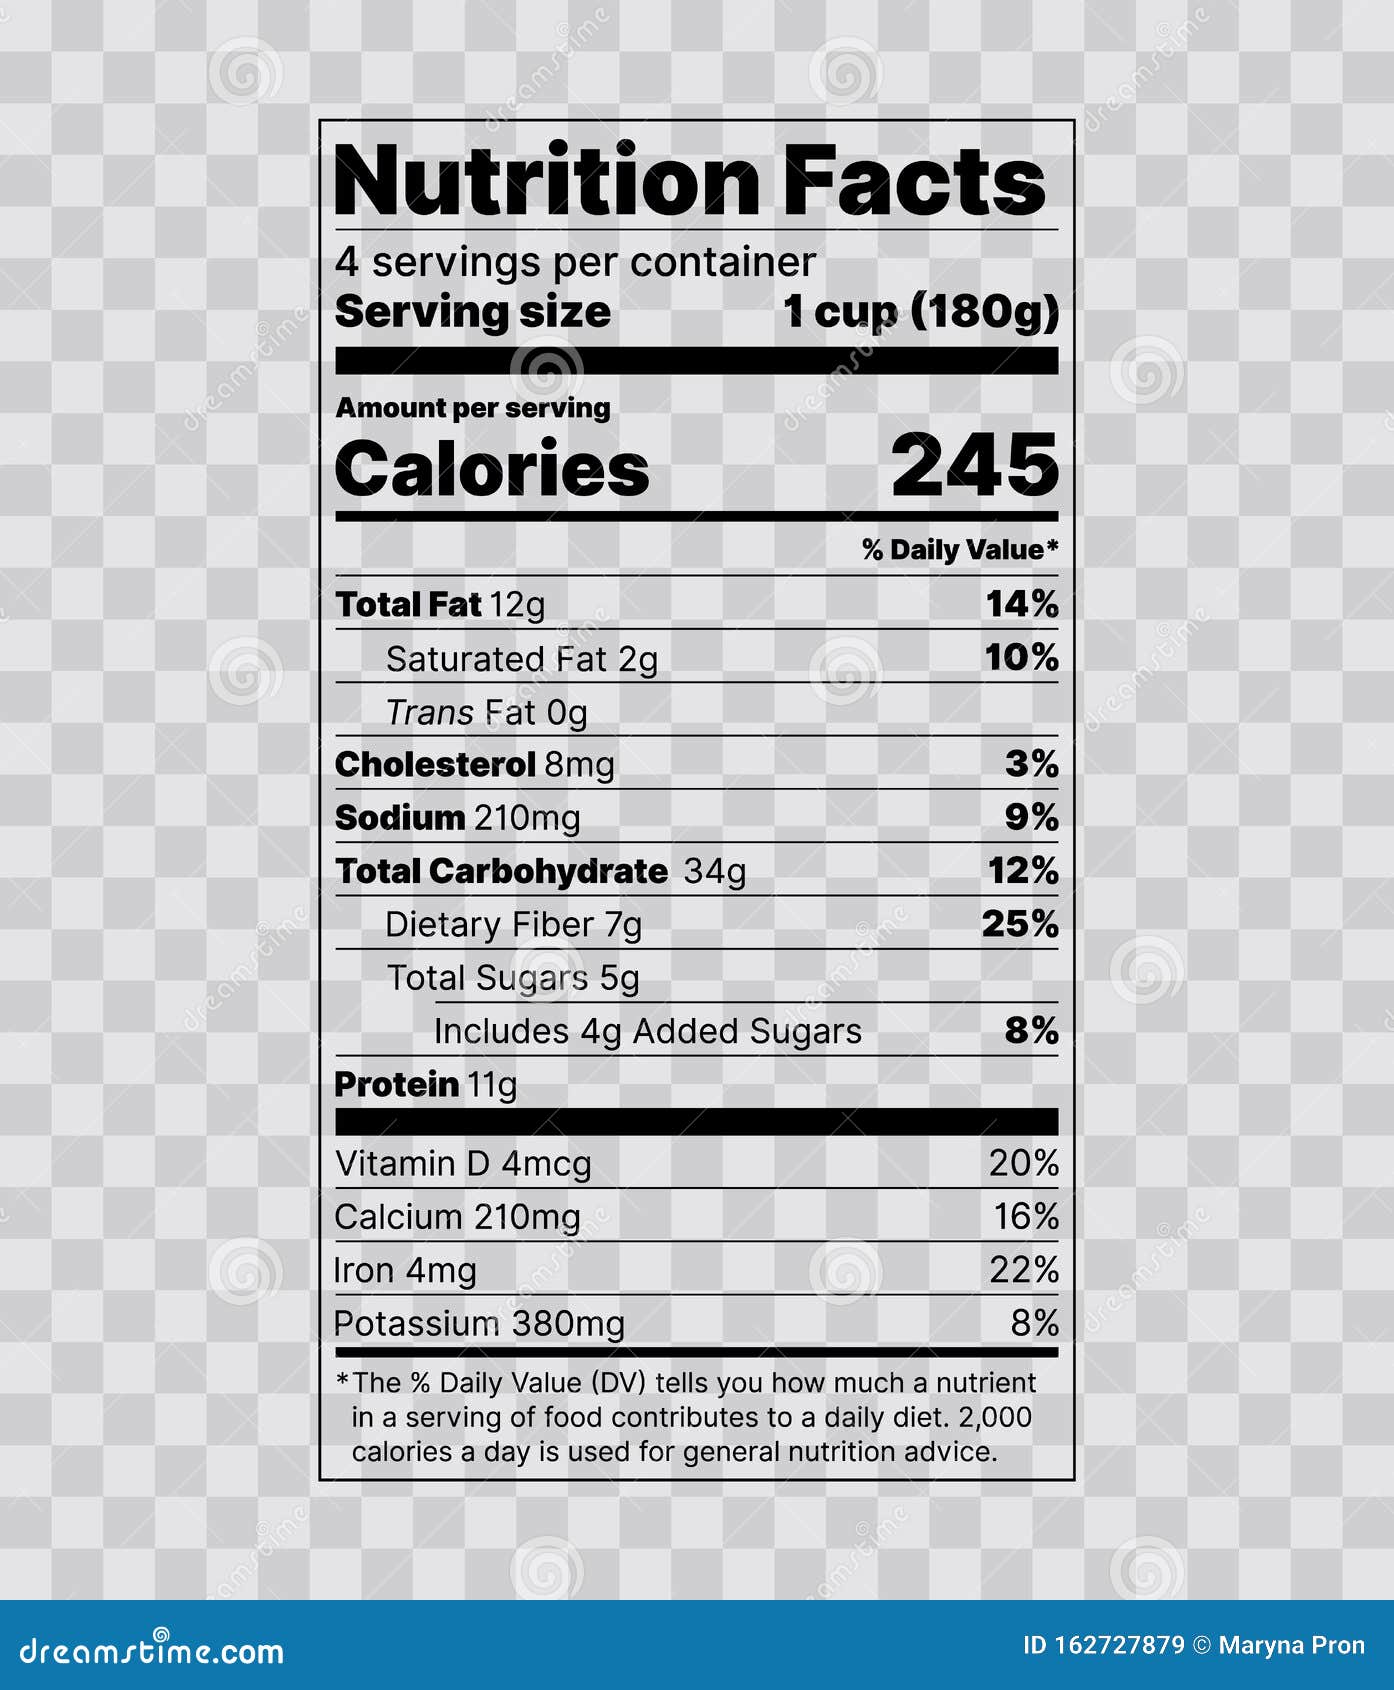 Nutrition Facts
4 servings per container
Serving size 1 cup (180g)
Amount per serving
Calories 245
% Daily Value*
Total Fat 12g 14%
Saturated Fat 2g 10%
Trans Fat 0g
Cholesterol 8mg 3%
Sodium 210mg 9%
Total Carbohydrate 34g 12%
Dietary Fiber 7g 25%
Total Sugars 5g
Includes 4g Added Sugars 8%
Protein 11g
Vitamin D 4mcg 20%
Calcium 210mg 16%
Iron 4mg 22%
Potassium 380mg 8%
*The % Daily Value (DV) tells you how much a nutrient
in a serving of food contributes to a daily diet. 2,000
calories a day is used for general nutrition advice.
dreamstime.com ID 162727879 © Maryna Pron